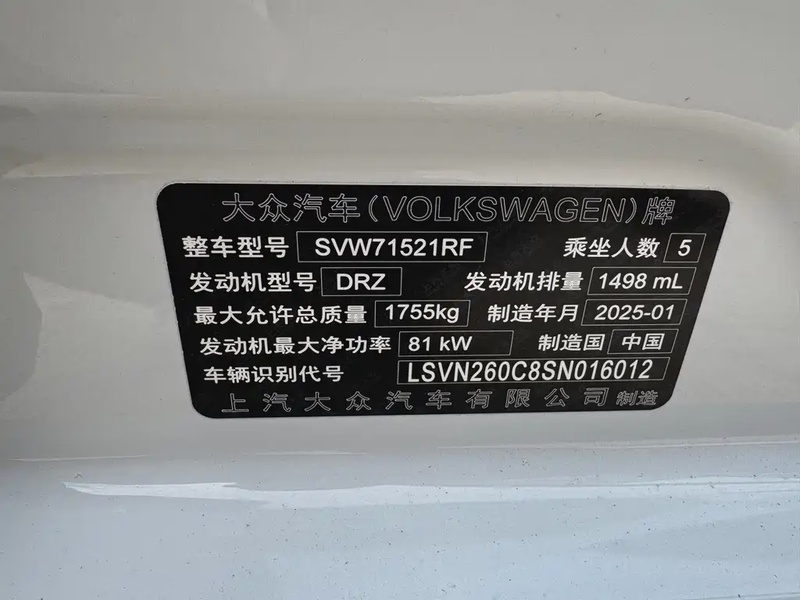 大众汽车(VOLKSWAGEN)牌
整车型号 SVW71521RF 乘坐人数 5
发动机型号 DRZ 发动机排量 1498 mL
最大允许总质量 1755kg 制造年月 2025-01
发动机最大净功率 81 kW 制造国 中国
车辆识别代号 LSVN260C8SN016012
上汽大众汽车有限公司 制造